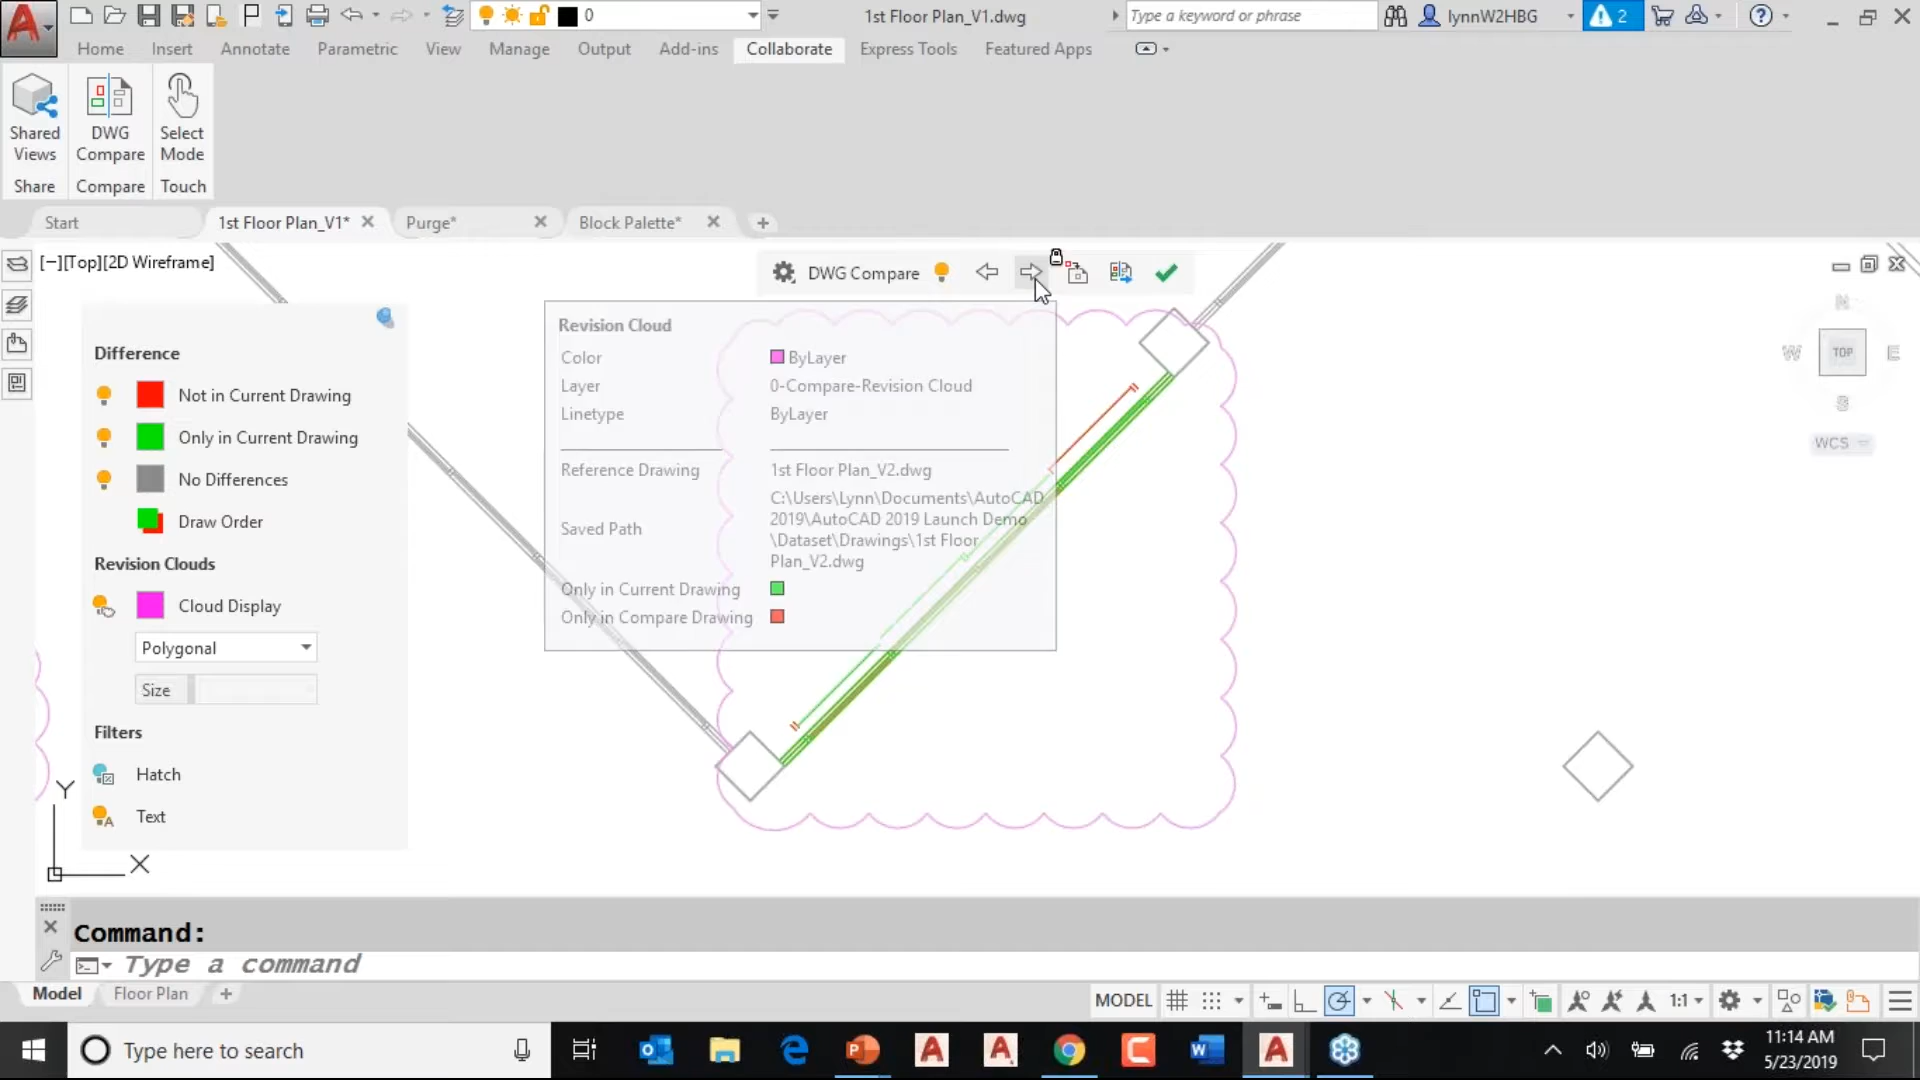 0
1st Floor Plan_V1.dwg
Type a keyword or phrase
lynnW2HBG
2
Home
Insert
Annotate
Parametric
View
Manage
Output
Add-ins
Collaborate
Express Tools
Featured Apps
Shared Views
DWG Compare
Select Mode
Share
Compare
Touch
Start
1st Floor Plan_V1*
Purge*
Block Palette*
[−][Top][2D Wireframe]
DWG Compare
N
W
TOP
E
S
WCS
Difference
Not in Current Drawing
Only in Current Drawing
No Differences
Draw Order
Revision Clouds
Cloud Display
Polygonal
Size
Filters
Hatch
Text
Revision Cloud
Color ByLayer
Layer 0-Compare-Revision Cloud
Linetype ByLayer
Reference Drawing 1st Floor Plan_V2.dwg
Saved Path
C:\Users\Lynn\Documents\AutoCAD
2019\AutoCAD 2019 Launch Demo
\Dataset\Drawings\1st Floor
Plan_V2.dwg
Only in Current Drawing
Only in Compare Drawing
Y
X
Command:
Type a command
Model
Floor Plan
MODEL
1:1
Type here to search
11:14 AM
5/23/2019